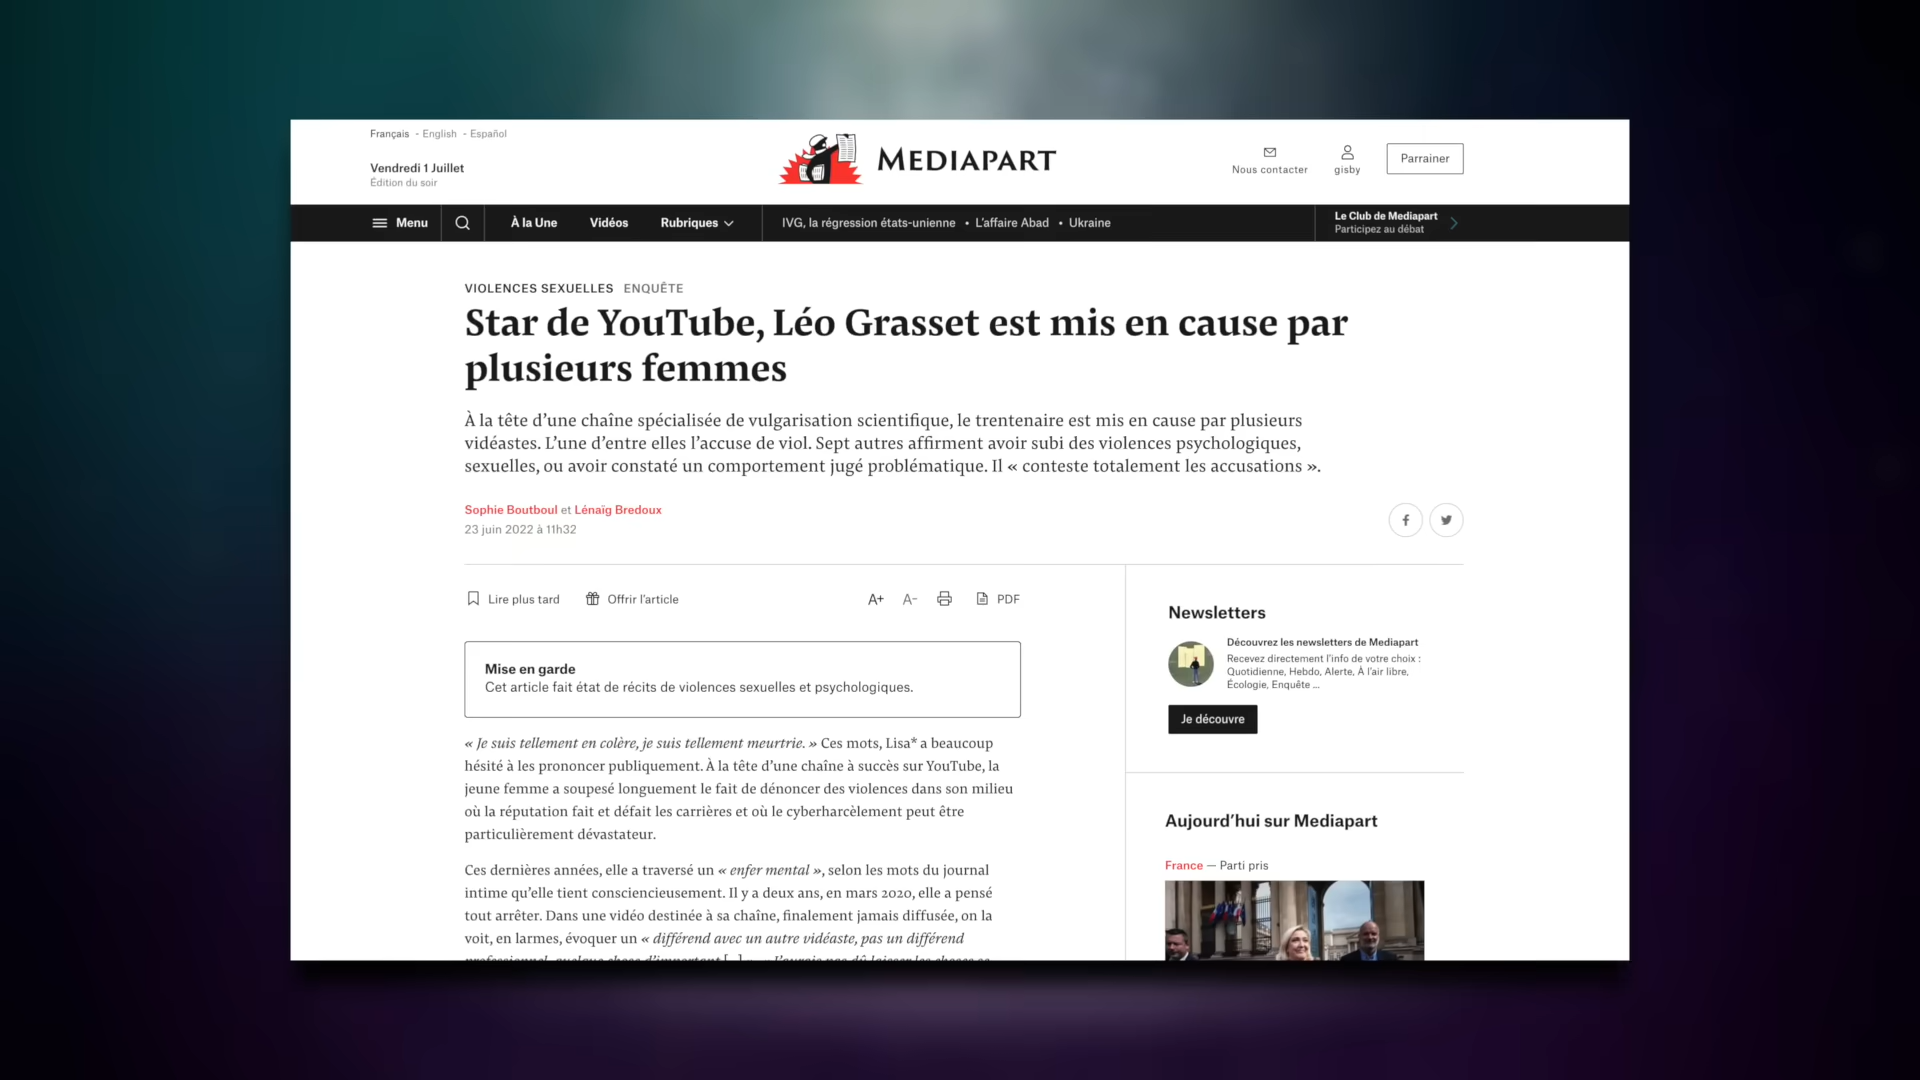 Français - English - Español
Vendredi 1 Juillet
Édition du soir
MEDIAPART
Nous contacter
gisby
Parrainer
Menu
À la Une
Vidéos
Rubriques
IVG, la régression états-unienne • L'affaire Abad • Ukraine
Le Club de Mediapart
Participez au débat
VIOLENCES SEXUELLES ENQUÊTE
Star de YouTube, Léo Grasset est mis en cause par
plusieurs femmes
À la tête d'une chaîne spécialisée de vulgarisation scientifique, le trentenaire est mis en cause par plusieurs
vidéastes. L'une d'entre elles l'accuse de viol. Sept autres affirment avoir subi des violences psychologiques,
sexuelles, ou avoir constaté un comportement jugé problématique. Il « conteste totalement les accusations ».
Sophie Boutboul et Lénaïg Bredoux
23 juin 2022 à 11h32
Lire plus tard
Offrir l'article
A+
A-
PDF
Mise en garde
Cet article fait état de récits de violences sexuelles et psychologiques.
« Je suis tellement en colère, je suis tellement meurtrie. » Ces mots, Lisa* a beaucoup
hésité à les prononcer publiquement. À la tête d'une chaîne à succès sur YouTube, la
jeune femme a soupesé longuement le fait de dénoncer des violences dans son milieu
où la réputation fait et défait les carrières et où le cyberharcèlement peut être
particulièrement dévastateur.
Ces dernières années, elle a traversé un « enfer mental », selon les mots du journal
intime qu'elle tient consciencieusement. Il y a deux ans, en mars 2020, elle a pensé
tout arrêter. Dans une vidéo destinée à sa chaîne, finalement jamais diffusée, on la
voit, en larmes, évoquer un « différend avec un autre vidéaste, pas un différend
professionnel, quelque chose d'important [...] ». « J'aurais pas dû laisser les choses se
Newsletters
Découvrez les newsletters de Mediapart
Recevez directement l'info de votre choix :
Quotidienne, Hebdo, Alerte, À l'air libre,
Écologie, Enquête ...
Je découvre
Aujourd'hui sur Mediapart
France — Parti pris